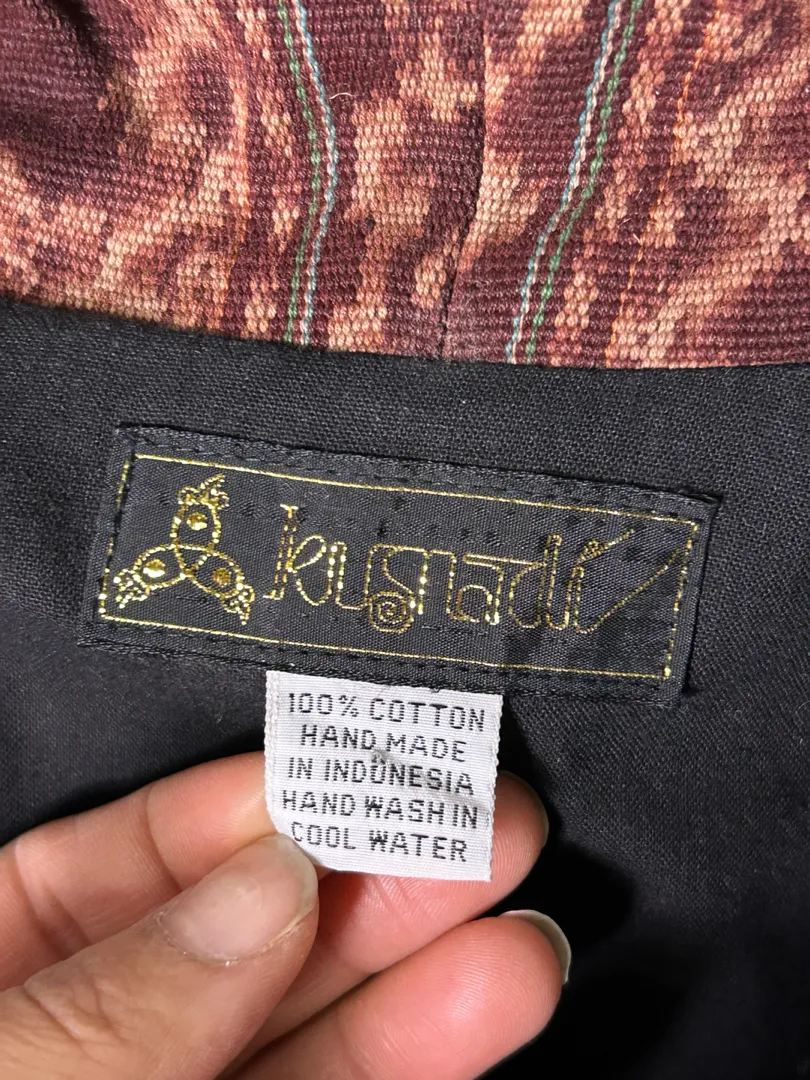 kusnadi
100% COTTON
HAND MADE
IN INDONESIA
HAND WASH IN
COOL WATER